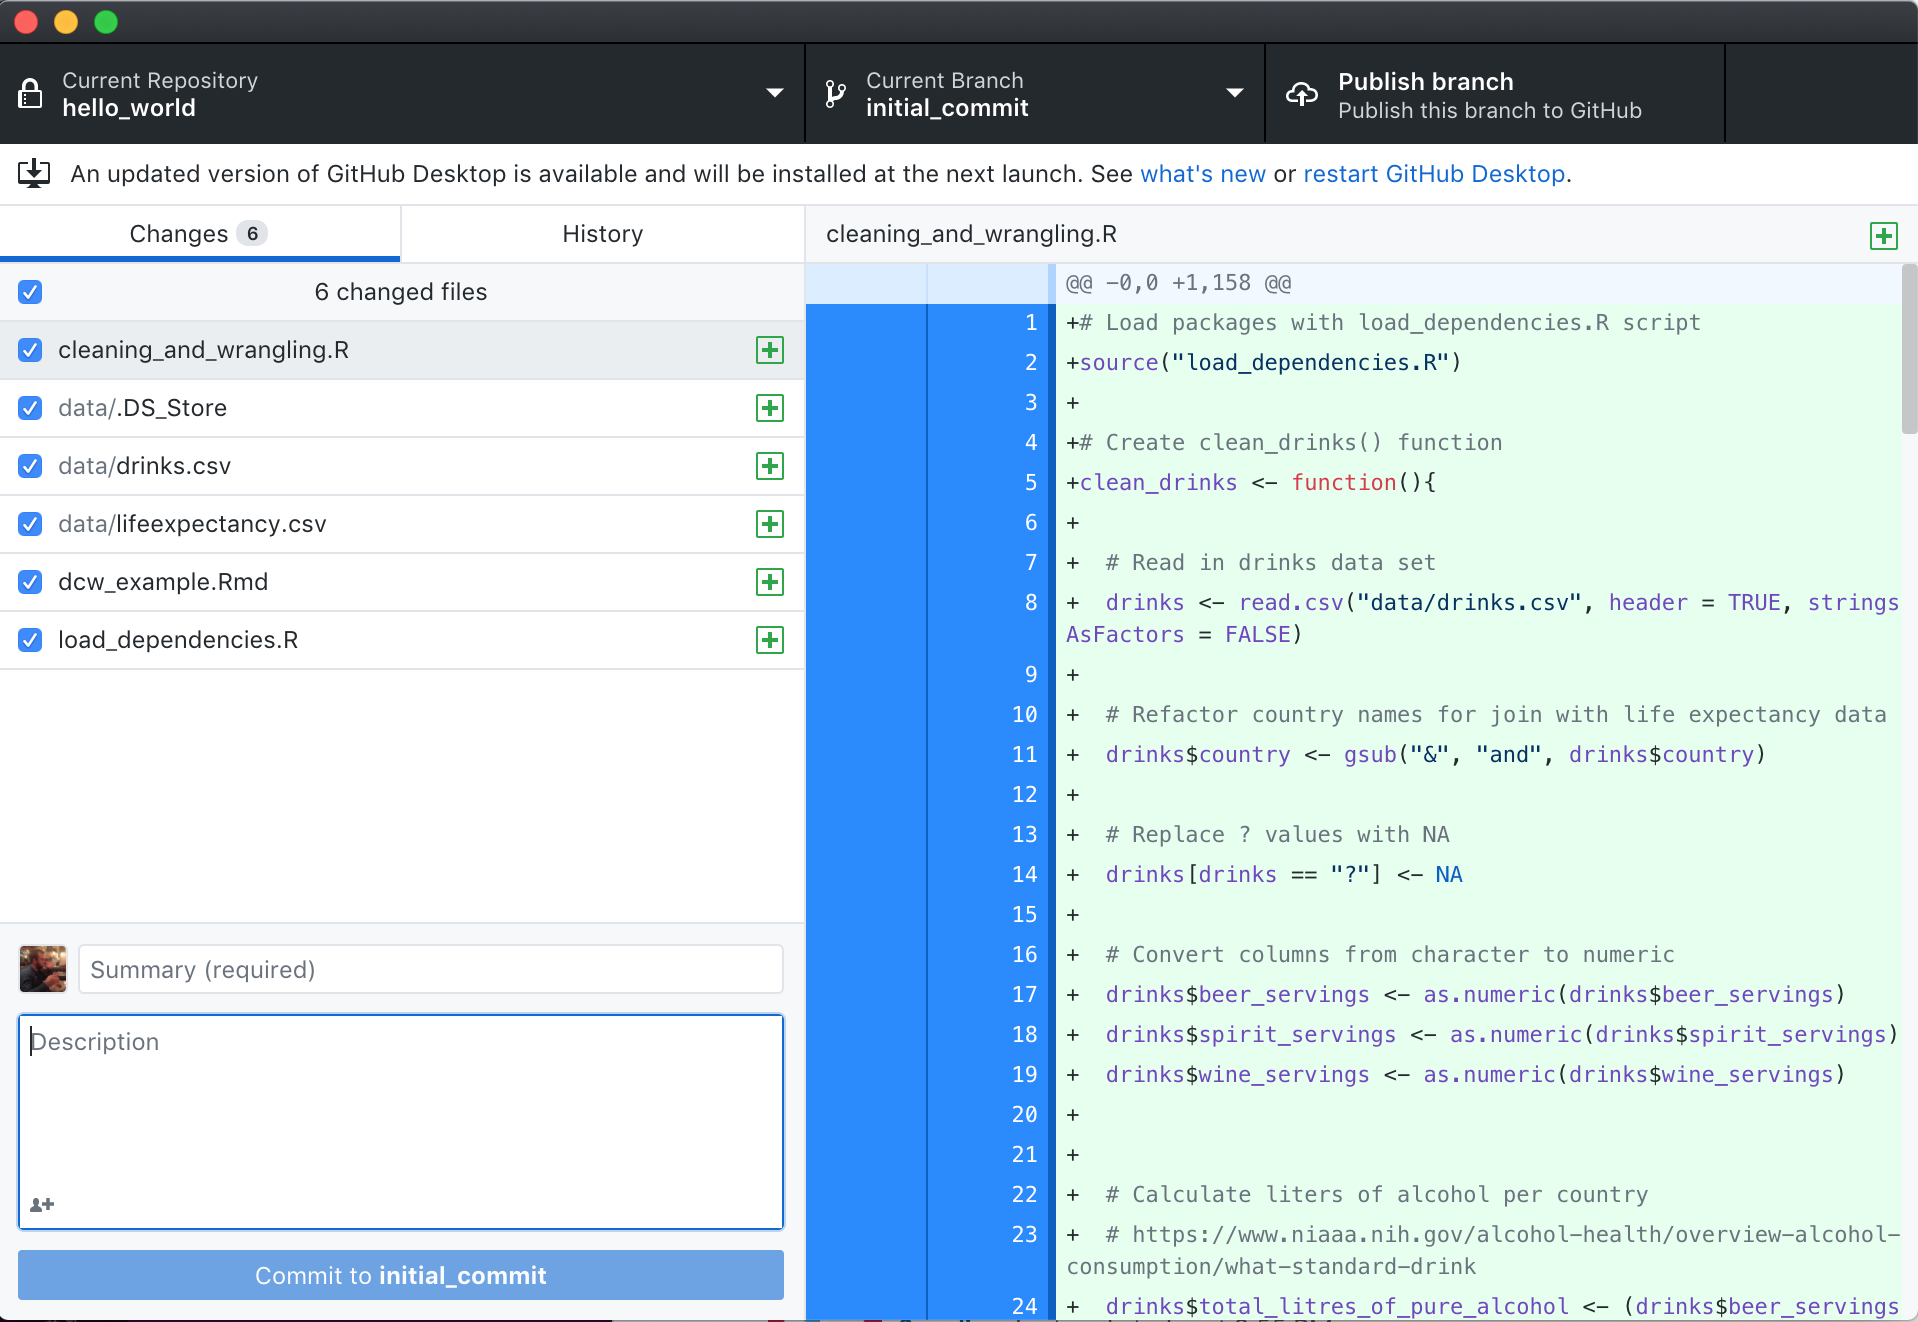 Current Repository
hello_world
Current Branch
initial_commit
Publish branch
Publish this branch to GitHub
An updated version of GitHub Desktop is available and will be installed at the next launch. See what's new or restart GitHub Desktop.
Changes 6
History
6 changed files
cleaning_and_wrangling.R
data/.DS_Store
data/drinks.csv
data/lifeexpectancy.csv
dcw_example.Rmd
load_dependencies.R
Summary (required)
Description
Commit to initial_commit
cleaning_and_wrangling.R
@@ -0,0 +1,158 @@
1 +# Load packages with load_dependencies.R script
2 +source("load_dependencies.R")
3 +
4 +# Create clean_drinks() function
5 +clean_drinks <- function(){
6 +
7 +  # Read in drinks data set
8 +  drinks <- read.csv("data/drinks.csv", header = TRUE, strings
AsFactors = FALSE)
9 +
10 +  # Refactor country names for join with life expectancy data
11 +  drinks$country <- gsub("&", "and", drinks$country)
12 +
13 +  # Replace ? values with NA
14 +  drinks[drinks == "?"] <- NA
15 +
16 +  # Convert columns from character to numeric
17 +  drinks$beer_servings <- as.numeric(drinks$beer_servings)
18 +  drinks$spirit_servings <- as.numeric(drinks$spirit_servings)
19 +  drinks$wine_servings <- as.numeric(drinks$wine_servings)
20 +
21 +
22 +  # Calculate liters of alcohol per country
23 +  # https://www.niaaa.nih.gov/alcohol-health/overview-alcohol-
consumption/what-standard-drink
24 +  drinks$total_litres_of_pure_alcohol <- (drinks$beer_servings